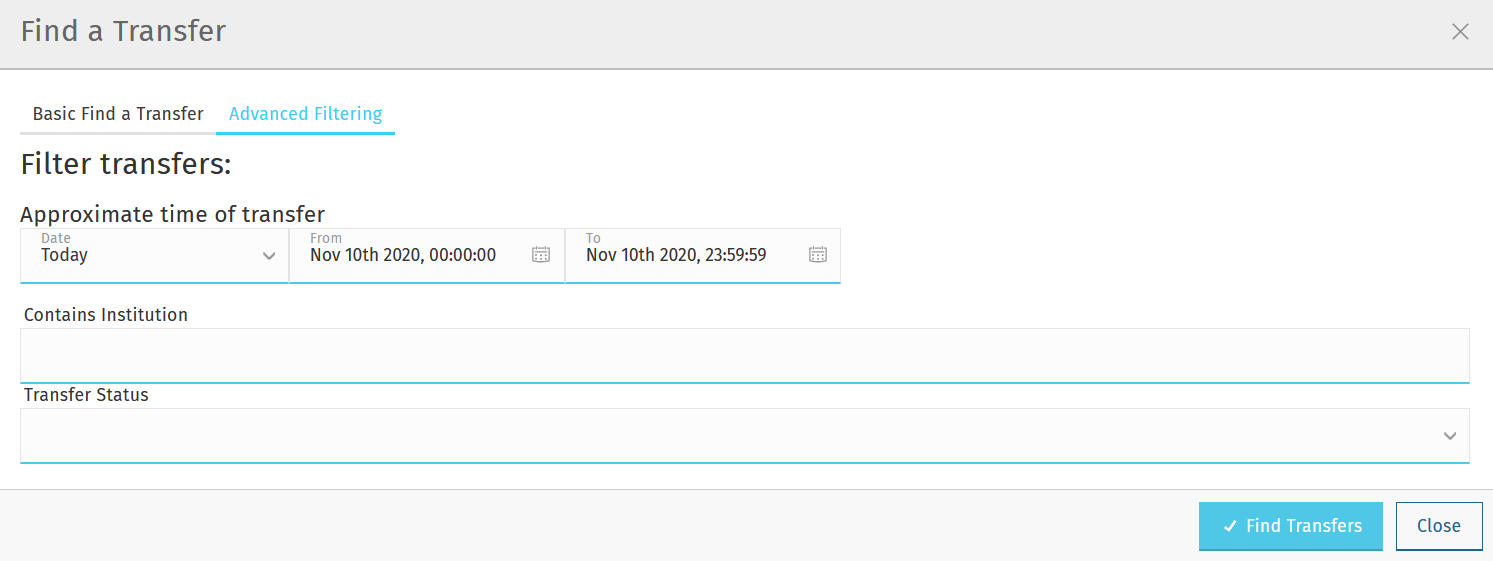 Find a Transfer
Basic Find a Transfer Advanced Filtering
Filter transfers:
Approximate time of transfer
Date From To
Today Nov 10th 2020, 00:00:00 Nov 10th 2020, 23:59:59
Contains Institution
Transfer Status
Find Transfers Close